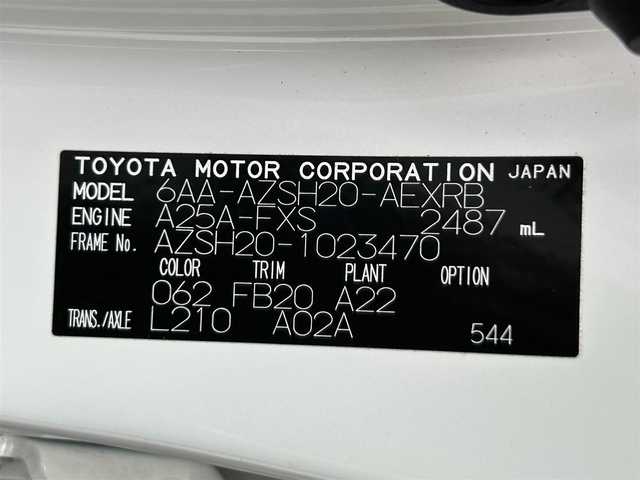 TOYOTA MOTOR CORPORATION JAPAN
MODEL 6AA-AZSH20-AEXRB
ENGINE A25A-FXS 2487 mL
FRAME No. AZSH20-1023470
COLOR TRIM PLANT OPTION
062 FB20 A22
TRANS./AXLE L210 A02A 544